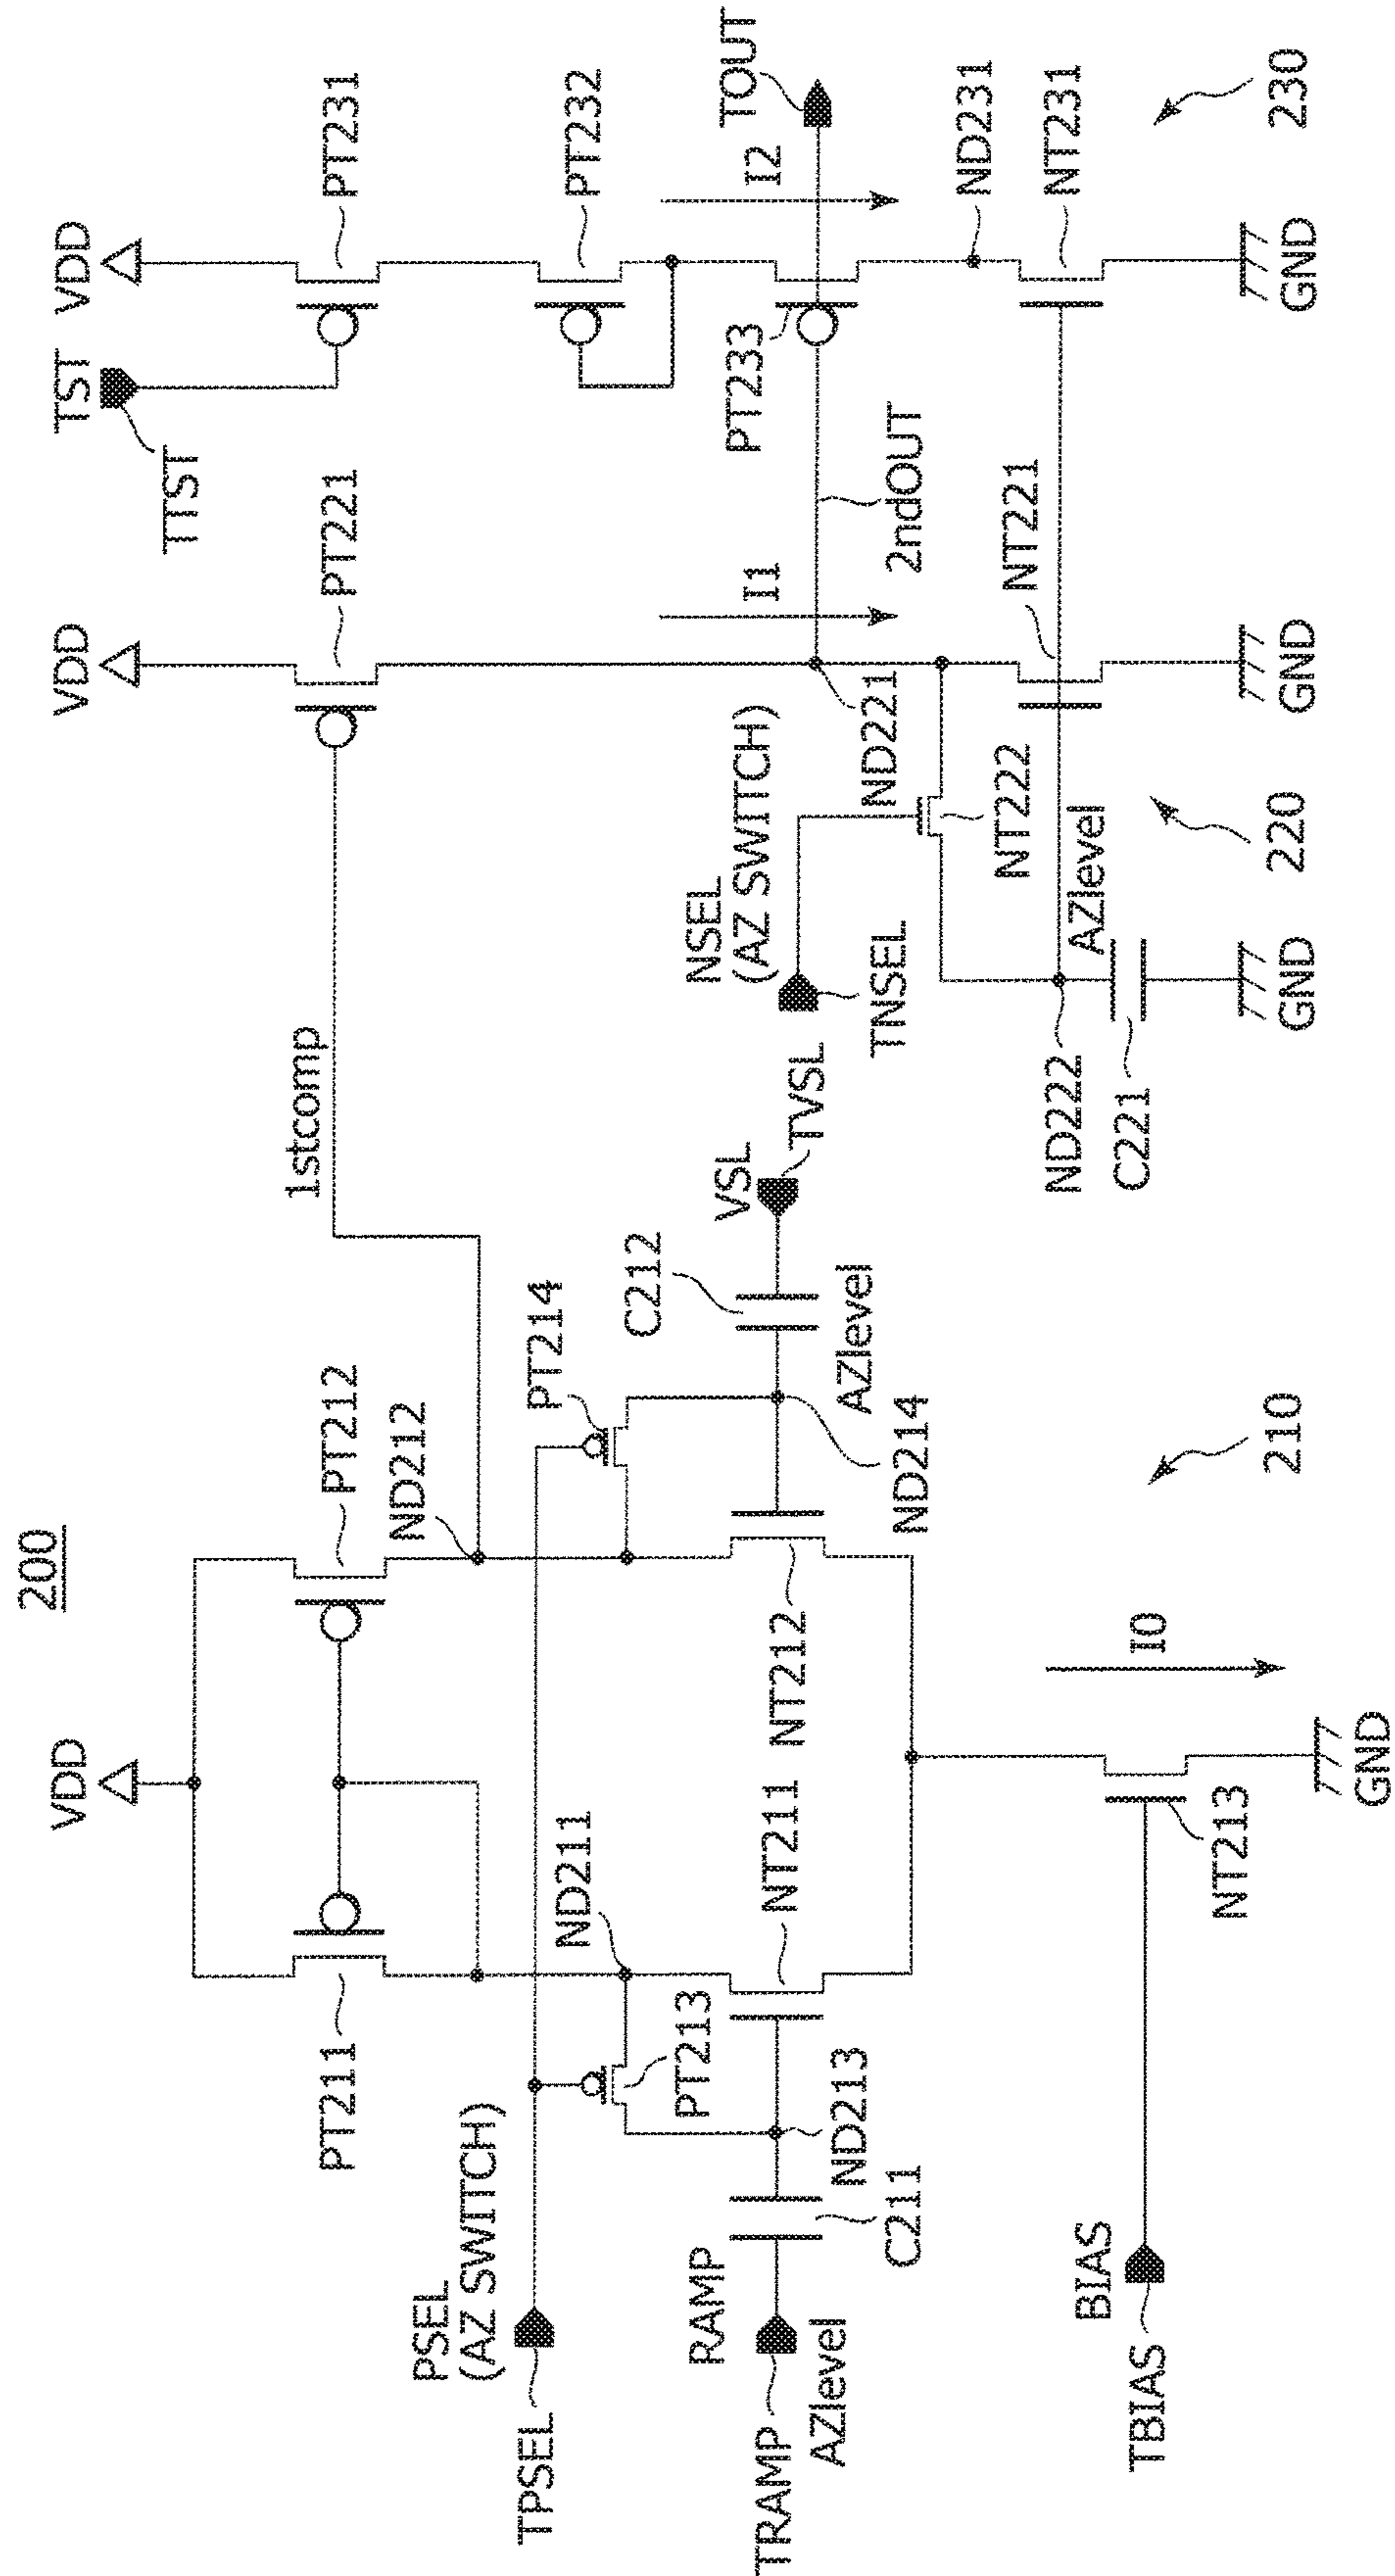 200
VDD
PT211
PT212
ND212
1stcomp
PSEL
(AZ SWITCH)
TPSEL
ND211
PT213
PT214
RAMP
TRAMP
AZlevel
C211
ND213
NT211
NT212
ND214
AZlevel
C212
VSL
TVSL
BIAS
TBIAS
NT213
I0
GND
210
VDD
PT221
I1
NSEL
(AZ SWITCH)
TNSEL
ND221
NT222
2ndOUT
NT221
AZlevel
ND222
C221
GND
GND
220
TST
TTST
VDD
PT231
PT232
PT233
I2
TOUT
ND231
NT231
GND
230